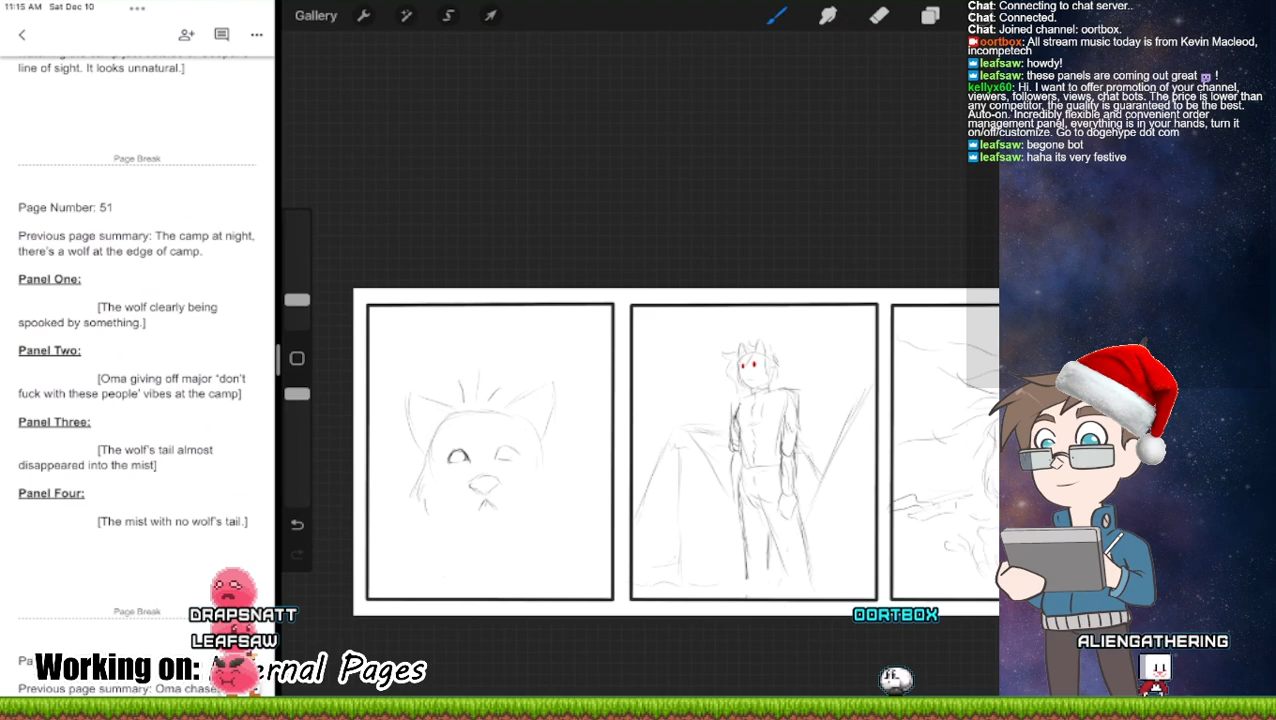 11:15 AM Sat Dec 10
line of sight. It looks unnatural.]
Page Break
Page Number: 51
Previous page summary: The camp at night,
there's a wolf at the edge of camp.
Panel One:
[The wolf clearly being
spooked by something.]
Panel Two:
[Oma giving off major “don't
fuck with these people’ vibes at the camp]
Panel Three:
[The wolf's tail almost
disappeared into the mist]
Panel Four:
[The mist with no wolf's tail.]
Page Break
Previous page summary: Oma chase
Gallery
Chat: Connecting to chat server..
Chat: Connected.
Chat: Joined channel: oortbox.
oortbox: All stream music today is from Kevin Macleod,
incompetech
leafsaw: howdy!
leafsaw: these panels are coming out great !
kellyx60: Hi. I want to offer promotion of your channel,
viewers, followers, views, chat bots. The price is lower than
any competitor, the quality is guaranteed to be the best.
Auto-on. Incredibly flexible and convenient order
management panel, everything is in your hands, turn it
on/off/customize. Go to dogehype dot com
leafsaw: begone bot
leafsaw: haha its very festive
DRAPSNATT
LEAFSAW
OORTBOX
ALIENGATHERING
Working on: ernal Pages